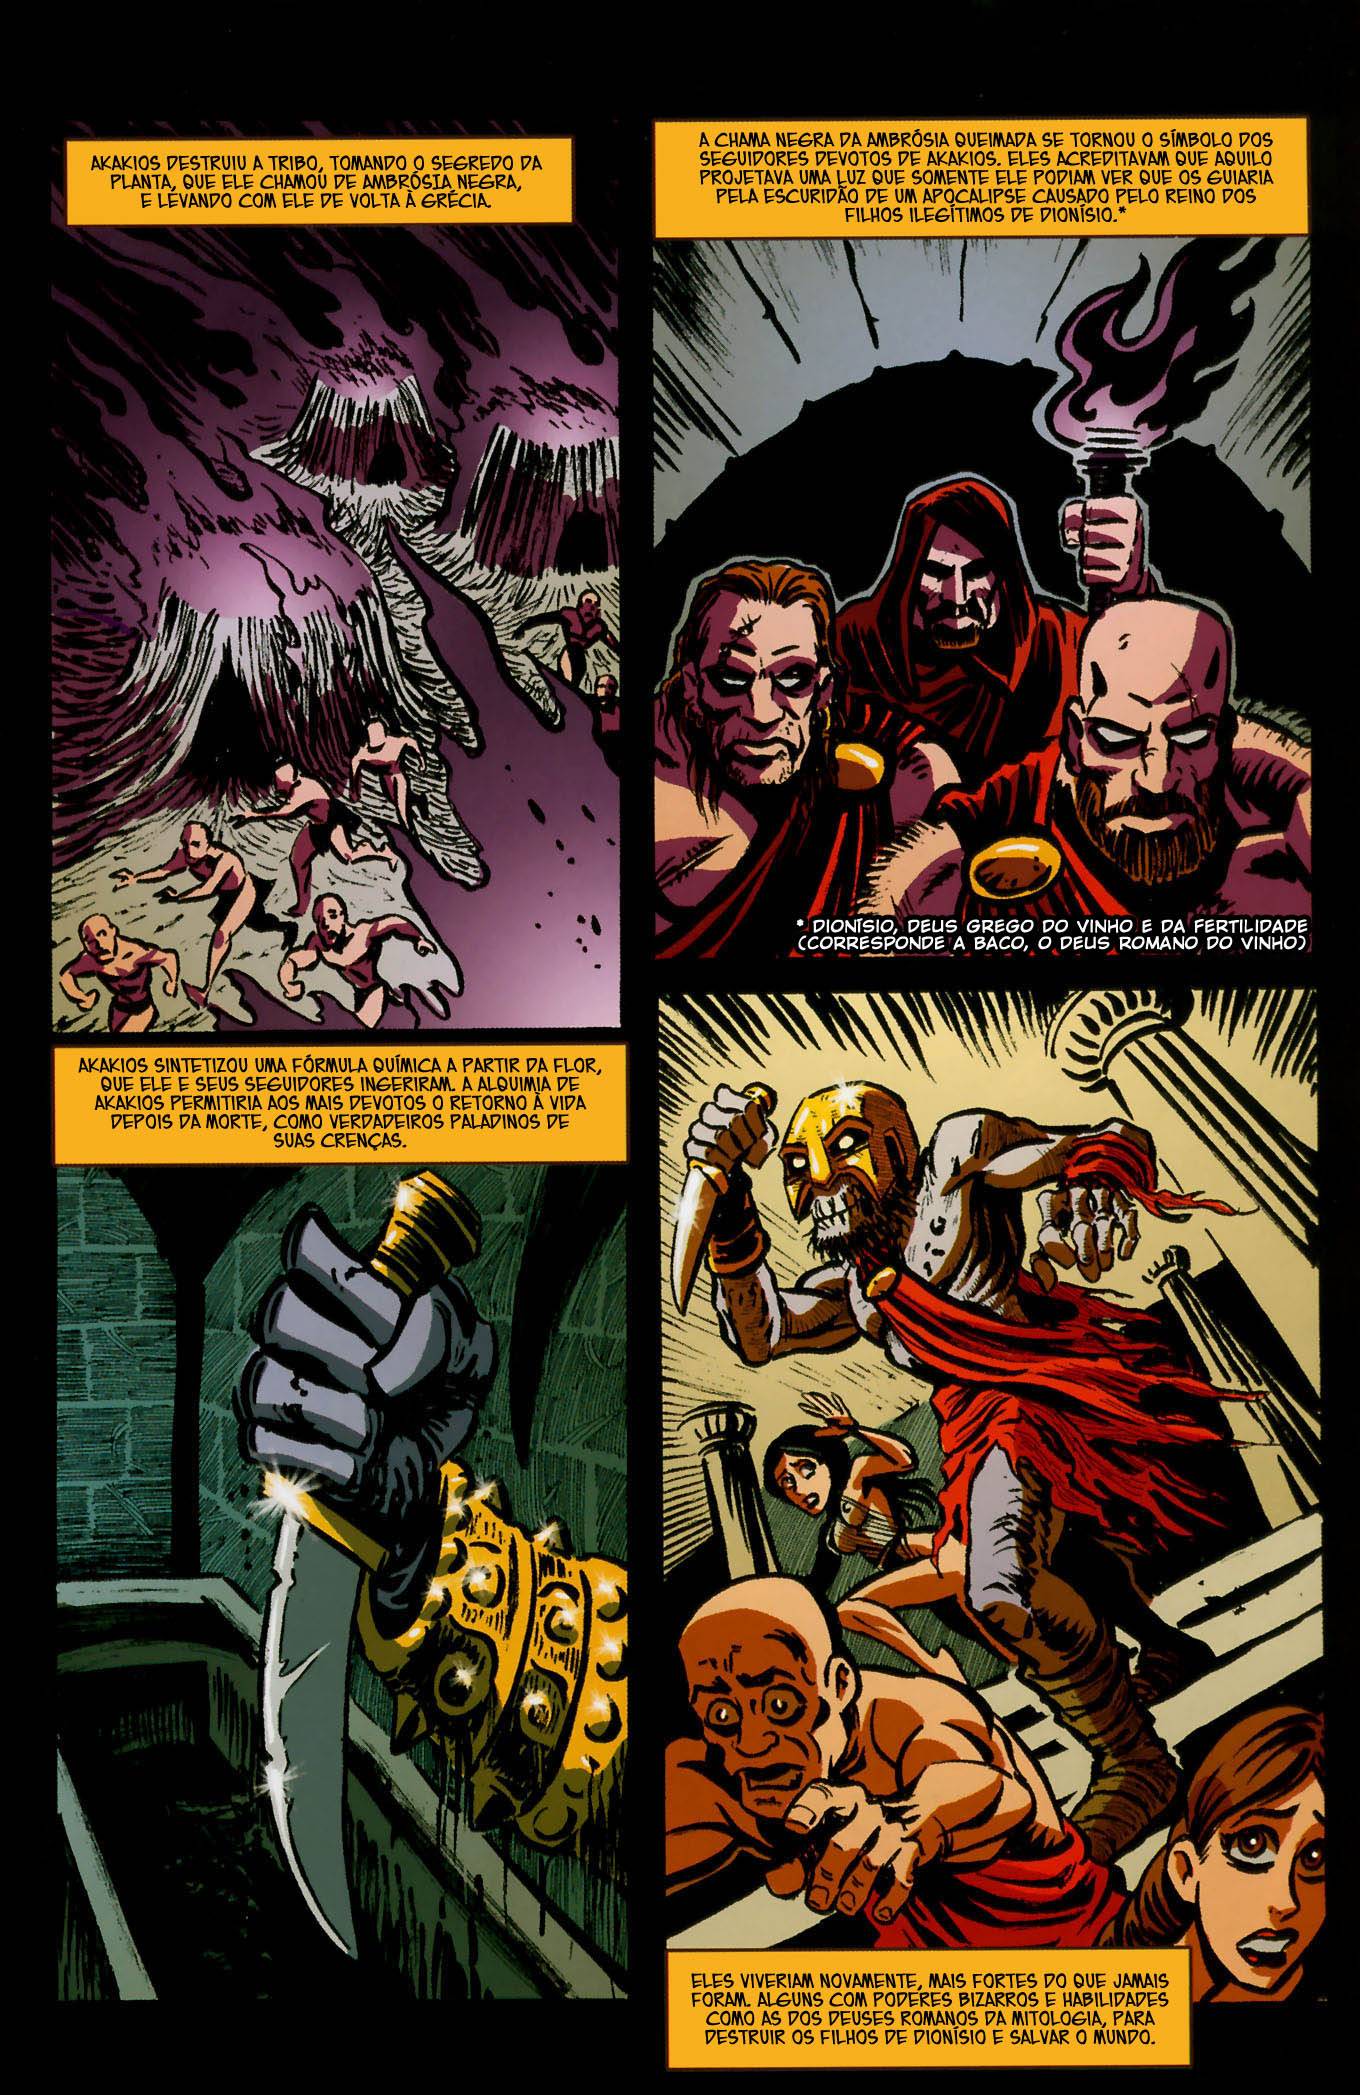 AKAKIOS DESTRUIU A TRIBO, TOMANDO O SEGREDO DA
PLANTA, QUE ELE CHAMOU DE AMBRÓSIA NEGRA,
E LEVANDO COM ELE DE VOLTA À GRÉCIA.
A CHAMA NEGRA DA AMBRÓSIA QUEIMADA SE TORNOU O SÍMBOLO DOS
SEGUIDORES DEVOTOS DE AKAKIOS. ELES ACREDITAVAM QUE AQUILO
PROJETAVA UMA LUZ QUE SOMENTE ELE PODIAM VER QUE OS GUIARIA
PELA ESCURIDÃO DE UM APOCALIPSE CAUSADO PELO REINO DOS
FILHOS ILEGÍTIMOS DE DIONÍSIO.*
* DIONÍSIO, DEUS GREGO DO VINHO E DA FERTILIDADE
(CORRESPONDE A BACO, O DEUS ROMANO DO VINHO)
AKAKIOS SINTETIZOU UMA FÓRMULA QUÍMICA A PARTIR DA FLOR,
QUE ELE E SEUS SEGUIDORES INGERIRAM. A ALQUIMIA DE
AKAKIOS PERMITIRIA AOS MAIS DEVOTOS O RETORNO À VIDA
DEPOIS DA MORTE, COMO VERDADEIROS PALADINOS DE
SUAS CRENÇAS.
ELES VIVERIAM NOVAMENTE, MAIS FORTES DO QUE JAMAIS
FORAM. ALGUNS COM PODERES BIZARROS E HABILIDADES
COMO AS DOS DEUSES ROMANOS DA MITOLOGIA, PARA
DESTRUIR OS FILHOS DE DIONÍSIO E SALVAR O MUNDO.